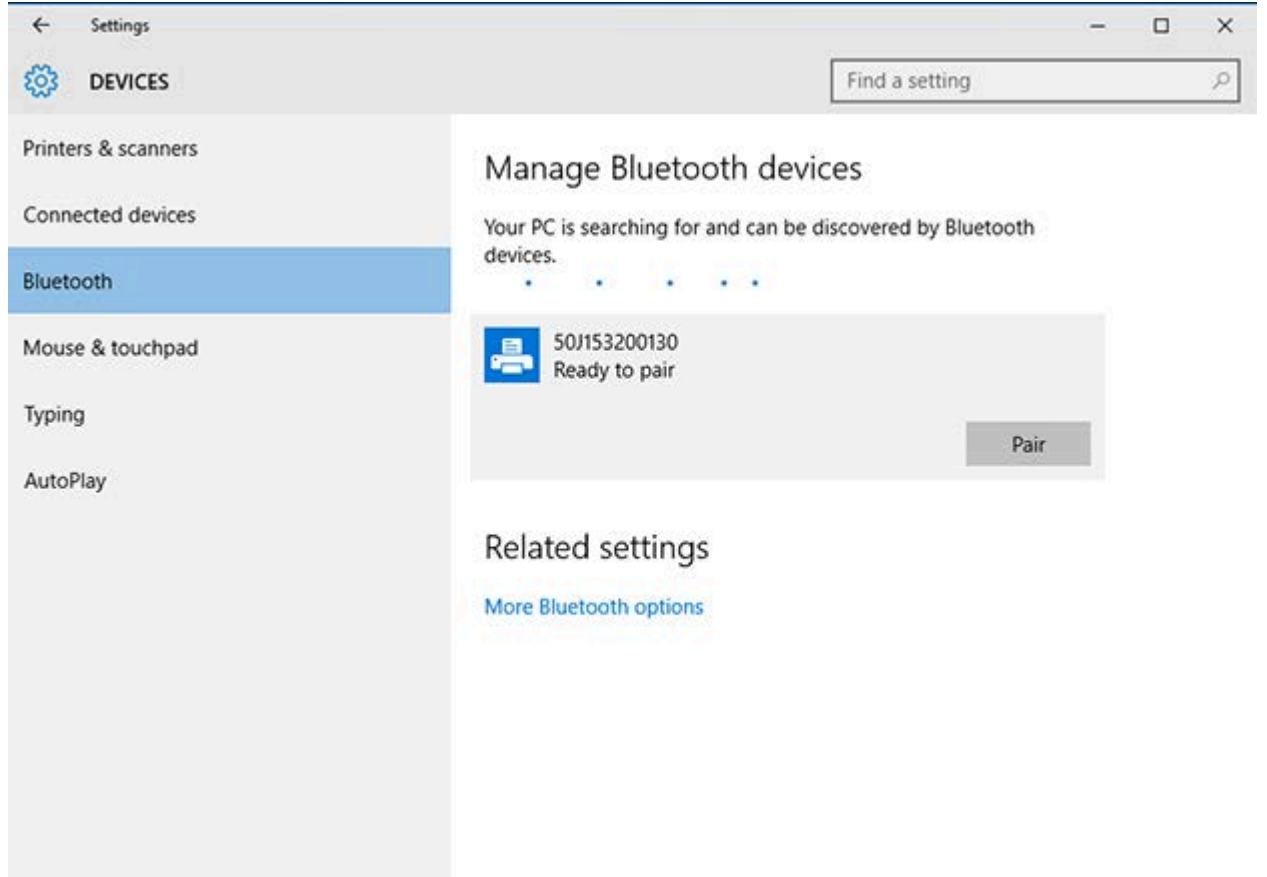 Settings
DEVICES
Find a setting
Printers & scanners
Connected devices
Bluetooth
Mouse & touchpad
Typing
AutoPlay
Manage Bluetooth devices
Your PC is searching for and can be discovered by Bluetooth
devices.
50J153200130
Ready to pair
Pair
Related settings
More Bluetooth options